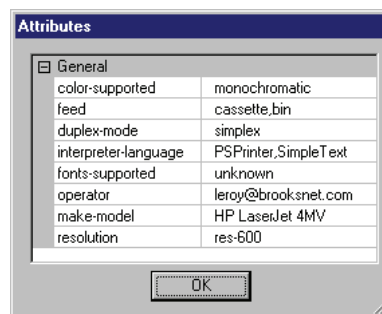 Attributes
General
color-supported monochromatic
feed cassette,bin
duplex-mode simplex
interpreter-language PSPrinter,SimpleText
fonts-supported unknown
operator leroy@brooksnet.com
make-model HP LaserJet 4MV
resolution res-600
OK